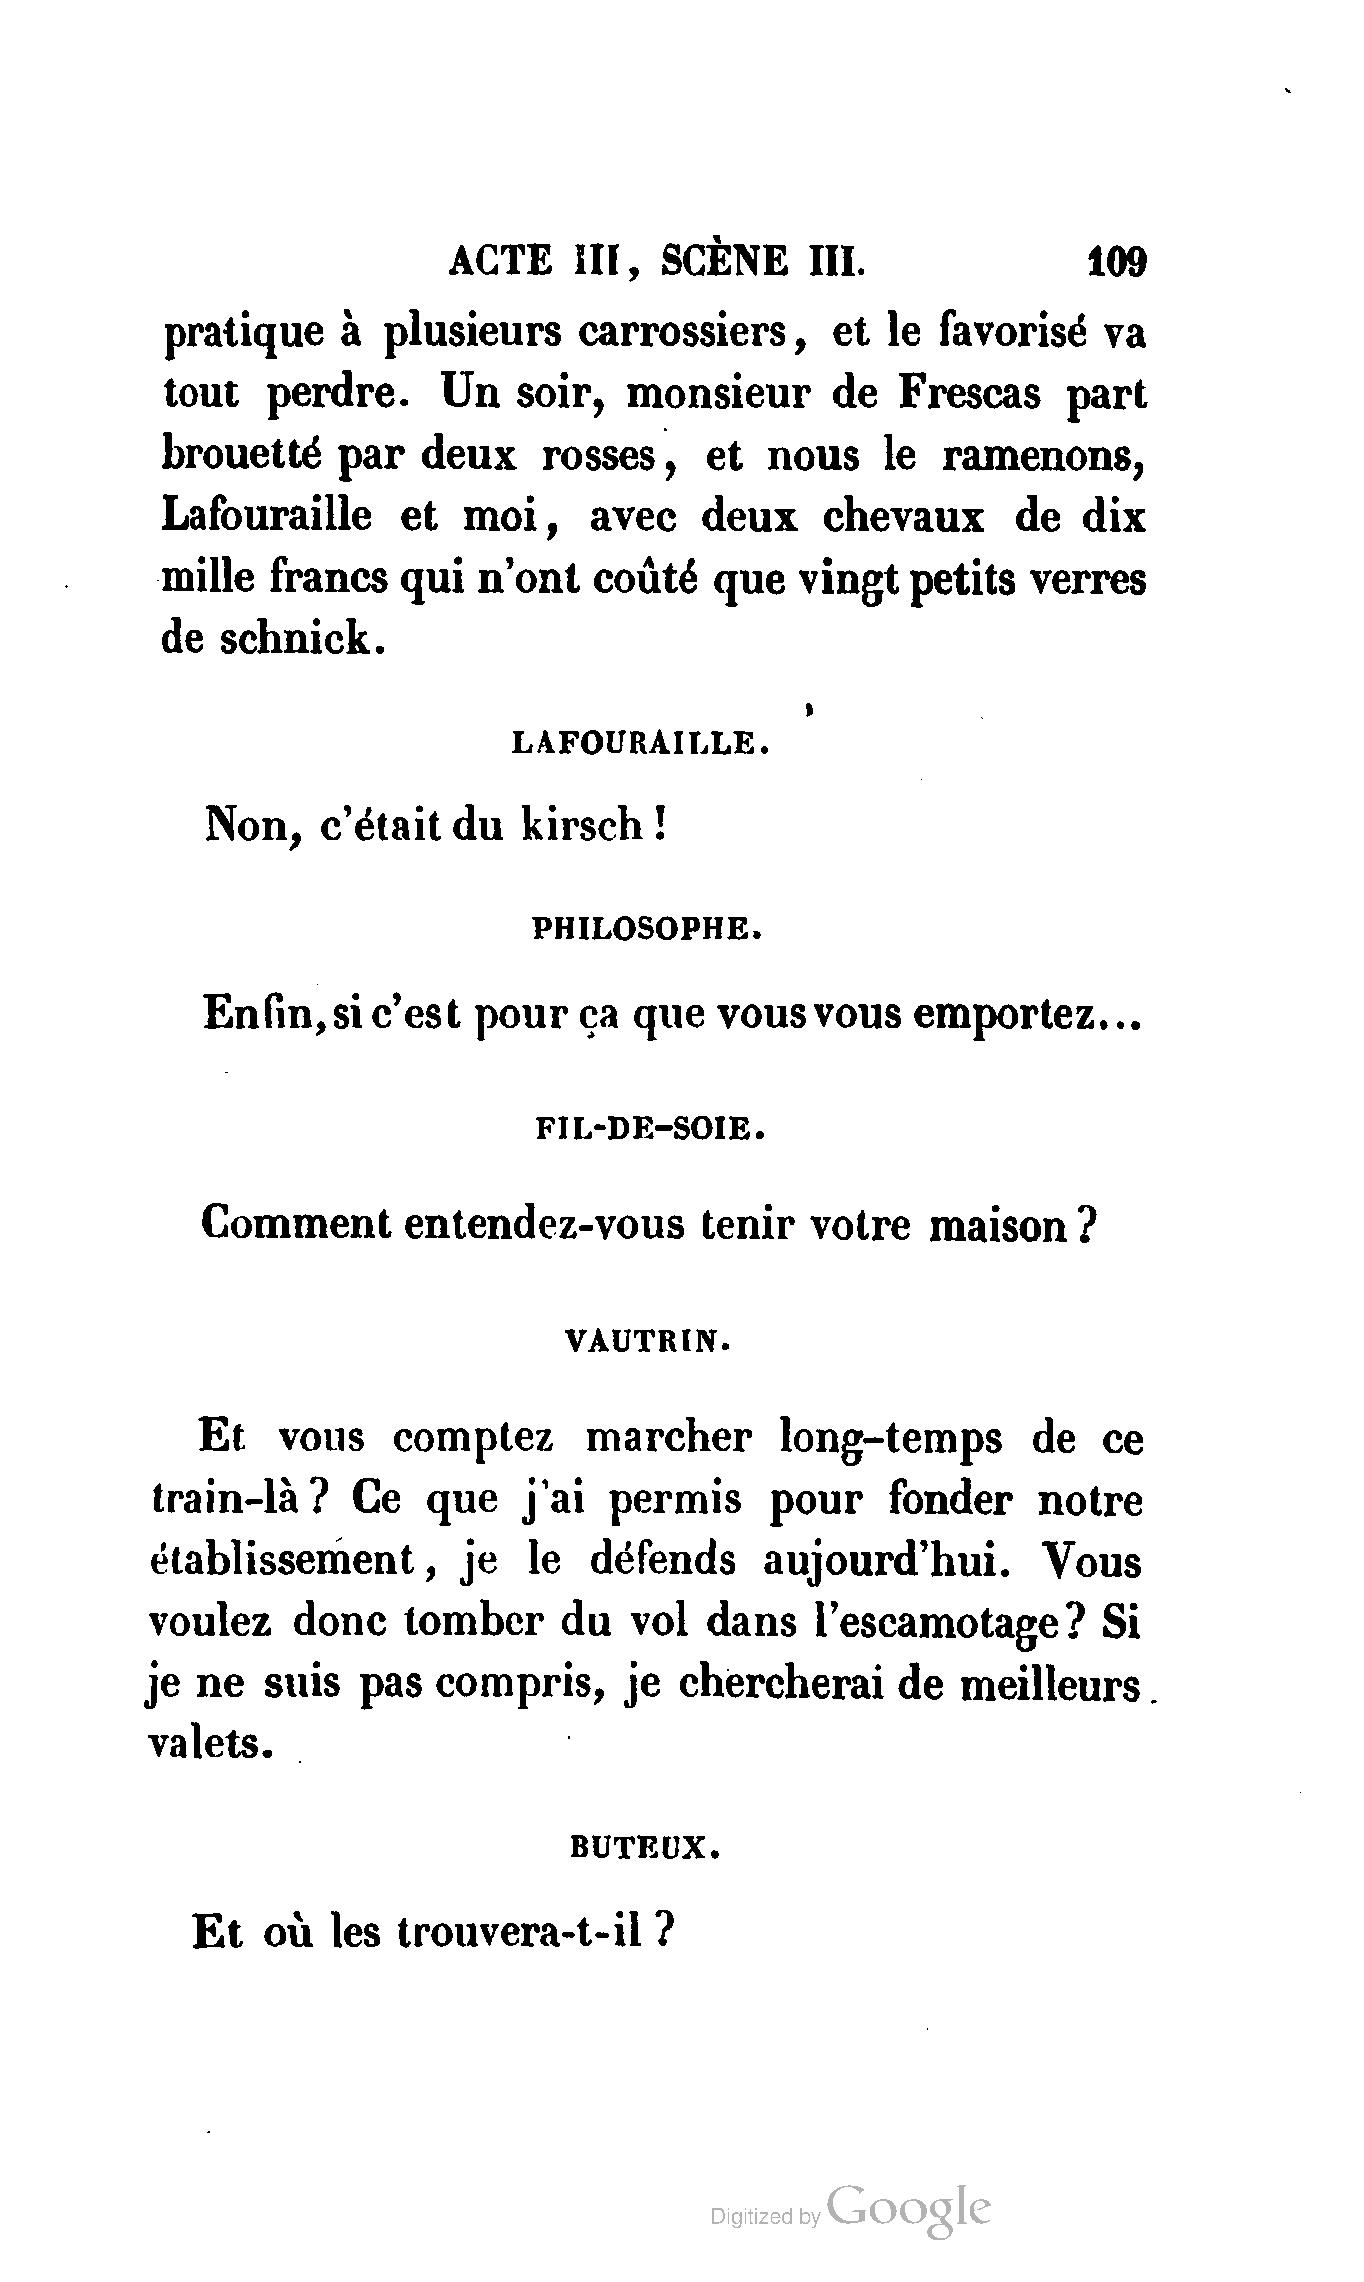 ACTE III, SCÈNE III. 109
pratique à plusieurs carrossiers, et le favorisé va
tout perdre. Un soir, monsieur de Frescas part
brouetté par deux rosses, et nous le ramenons,
Lafouraille et moi, avec deux chevaux de dix
mille francs qui n'ont coûté que vingt petits verres
de schnick.
LAFOURAILLE.
Non, c'était du kirsch !
PHILOSOPHE.
Enfin, si c'est pour ça que vous vous emportez...
FIL-DE-SOIE.
Comment entendez-vous tenir votre maison ?
VAUTRIN.
Et vous comptez marcher long-temps de ce
train-là ? Ce que j'ai permis pour fonder notre
établissement, je le défends aujourd'hui. Vous
voulez donc tomber du vol dans l'escamotage ? Si
je ne suis pas compris, je chercherai de meilleurs
valets.
BUTEUX.
Et où les trouvera-t-il ?
Digitized by Google